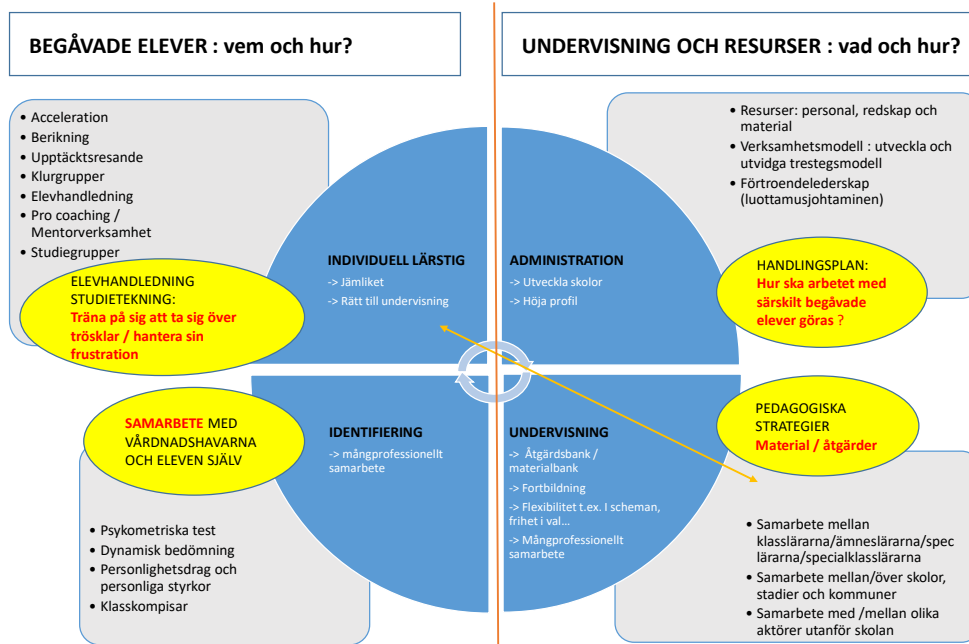 BEGÅVADE ELEVER : vem och hur?
UNDERVISNING OCH RESURSER : vad och hur?
• Acceleration
• Berikning
• Upptäcktsresande
• Klurgrupper
• Elevhandledning
• Pro coaching /
Mentorverksamhet
• Studiegrupper
ELEVHANDLEDNING
STUDIETEKNING:
Träna på sig att ta sig över
trösklar / hantera sin
frustration
INDIVIDUELL LÄRSTIG
-> Jämliket
-> Rätt till undervisning
ADMINISTRATION
-> Utveckla skolor
-> Höja profil
• Resurser: personal, redskap och
material
• Verksamhetsmodell : utveckla och
utvidga trestegsmodell
• Förtroendelederskap
(luottamusjohtaminen)
HANDLINGSPLAN:
Hur ska arbetet med
särskilt begåvade
elever göras ?
SAMARBETE MED
VÅRDNADSHAVARNA
OCH ELEVEN SJÄLV
IDENTIFIERING
-> mångprofessionellt
samarbete
• Psykometriska test
• Dynamisk bedömning
• Personlighetsdrag och
personliga styrkor
• Klasskompisar
UNDERVISNING
-> Åtgärdsbank /
materialbank
-> Fortbildning
-> Flexibilitet t.ex. I scheman,
frihet i val...
-> Mångprofessionellt
samarbete
PEDAGOGISKA
STRATEGIER
Material / åtgärder
• Samarbete mellan
klasslärarna/ämneslärarna/spec
lärarna/specialklasslärarna
• Samarbete mellan/över skolor,
stadier och kommuner
• Samarbete med /mellan olika
aktörer utanför skolan